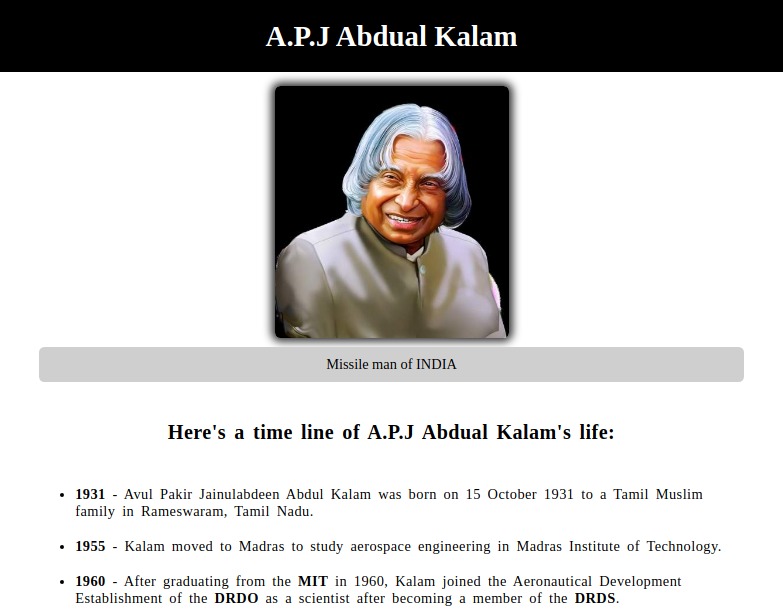 A.P.J Abdual Kalam
Missile man of INDIA
Here's a time line of A.P.J Abdual Kalam's life:
• 1931 - Avul Pakir Jainulabdeen Abdul Kalam was born on 15 October 1931 to a Tamil Muslim
family in Rameswaram, Tamil Nadu.
• 1955 - Kalam moved to Madras to study aerospace engineering in Madras Institute of Technology.
• 1960 - After graduating from the MIT in 1960, Kalam joined the Aeronautical Development
Establishment of the DRDO as a scientist after becoming a member of the DRDS.